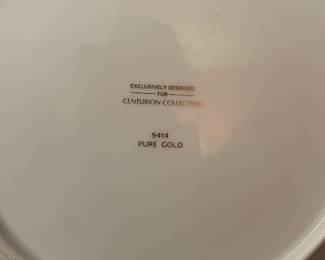 EXCLUSIVELY DESIGNED
FOR
CENTURION COLLECTION
9414
PURE GOLD